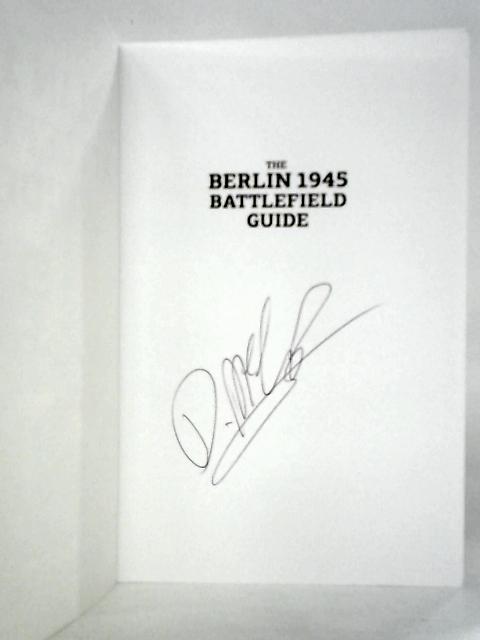 THE
BERLIN 1945
BATTLEFIELD
GUIDE